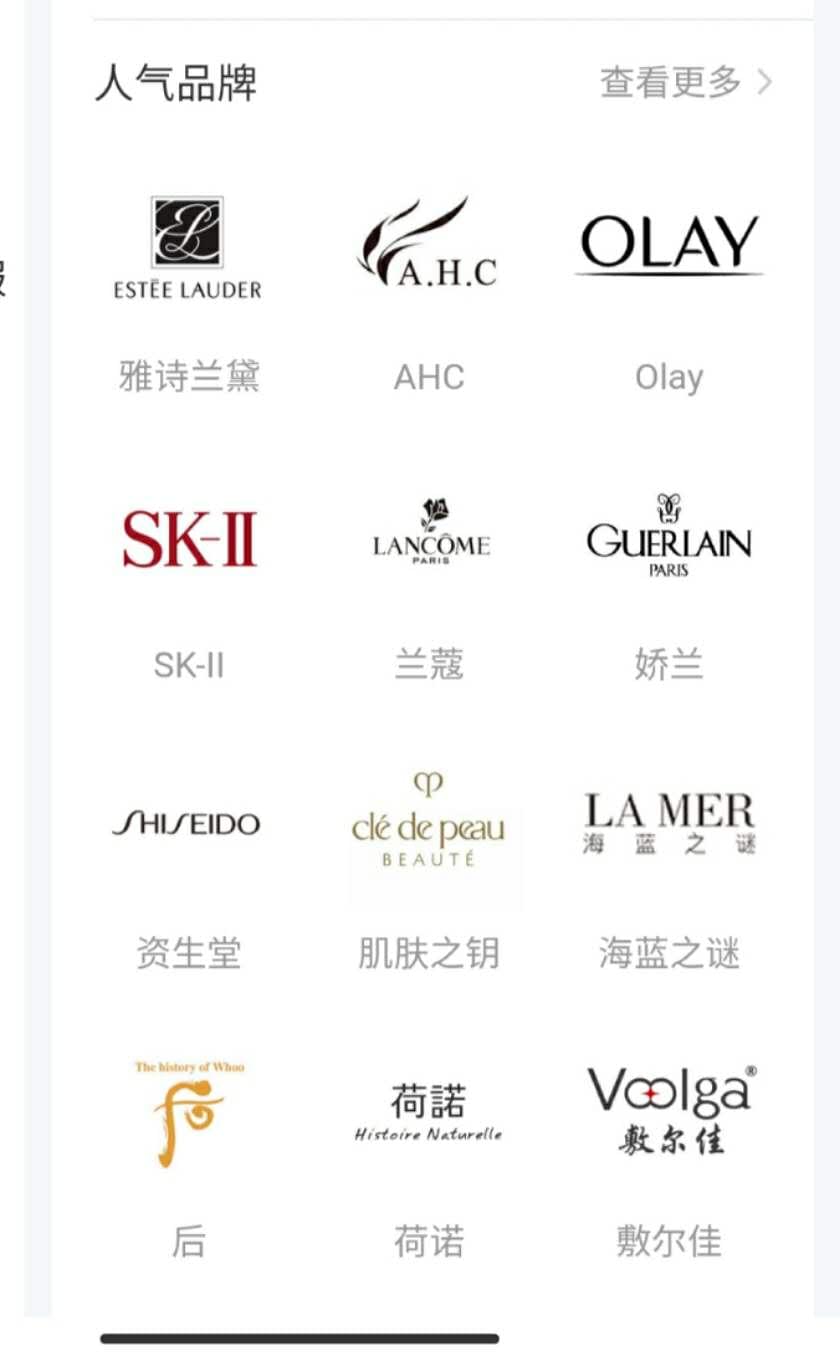 人气品牌 查看更多
ESTĒE LAUDER
A.H.C
OLAY
雅诗兰黛 AHC Olay
SK-II
LANCÔME
PARIS
GUERLAIN
PARIS
SK-II 兰蔻 娇兰
SHISEIDO
clé de peau
BEAUTÉ
LA MER
海蓝之谜
资生堂 肌肤之钥 海蓝之谜
The history of Whoo
荷諾
Histoire Naturelle
Voolga®
敷尔佳
后 荷诺 敷尔佳